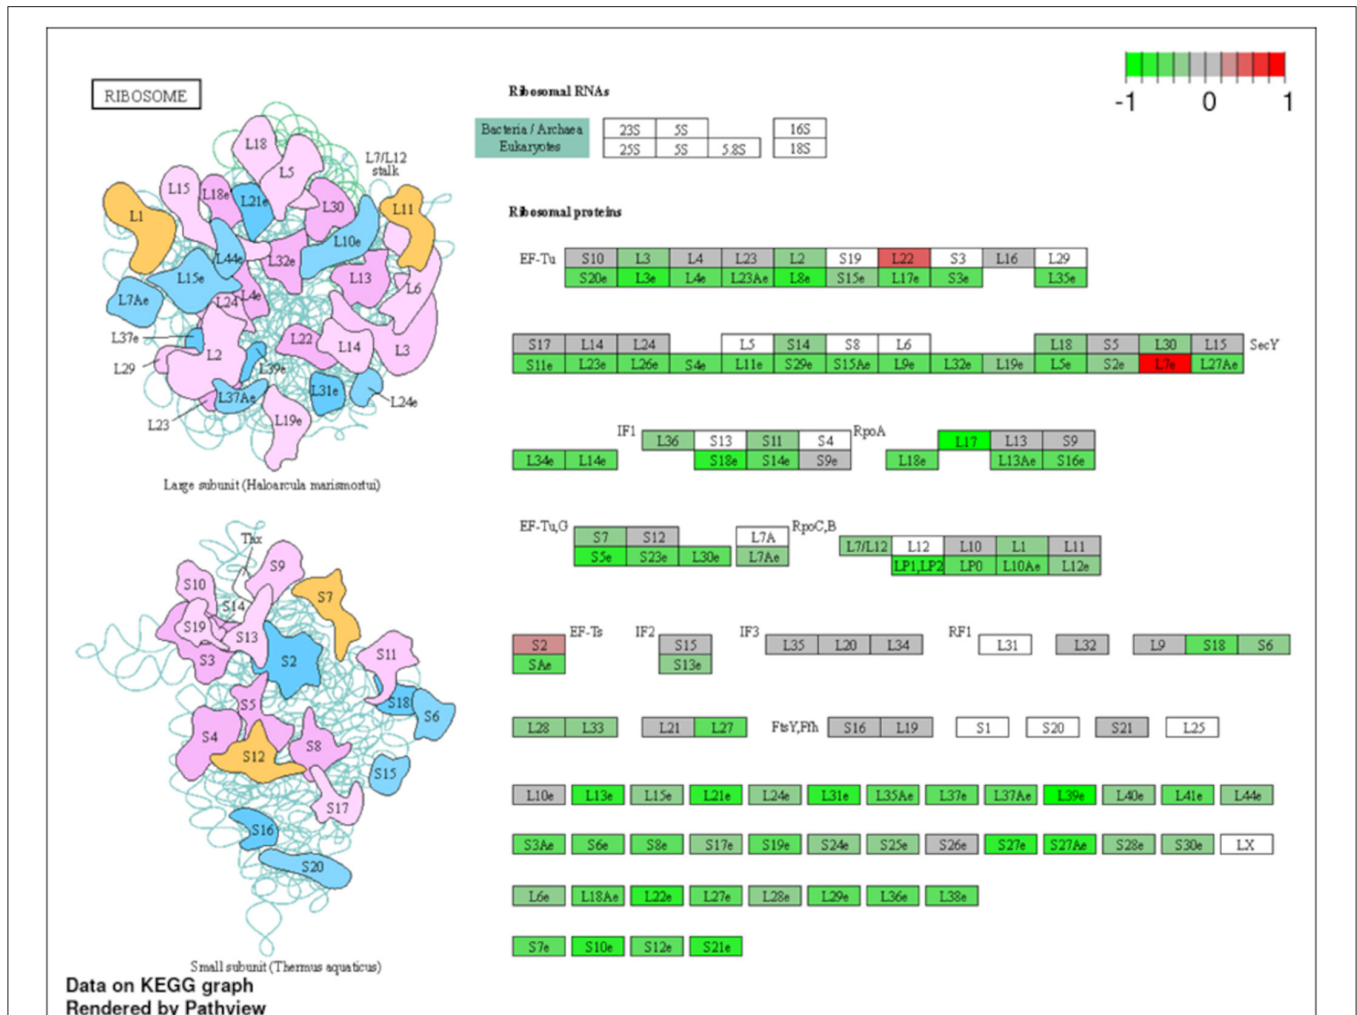 RIBOSOME
Ribosomal RNAs
-1 0 1
Bacteria / Archaea 23S 5S 16S
Eukaryotes 25S 5S 5.8S 18S
L18
L5
L7/L12
stalk
L15
L18e
L21e
L30
L1
L11
L10e
L44e
L32e
L15e
L13
L6
L7Ae
L24
L4e
L37e
L22
L14
L3
L2
L29
L39e
L37Ae
L31e
L24e
L23
L19e
Large subunit (Haloarcula marismortui)
Thx
S9
S10
S7
S14
S19
S13
S3
S2
S11
S5
S18
S6
S4
S8
S12
S15
S17
S16
S20
Small subunit (Thermus aquaticus)
Data on KEGG graph
Rendered by Pathview
Ribosomal proteins
EF-Tu S10 L3 L4 L23 L2 S19 L22 S3 L16 L29
S20e L3e L4e L23Ae L8e S15e L17e S3e L35e
S17 L14 L24 L5 S14 S8 L6 L18 S5 L30 L15 SecY
S11e L23e L26e S4e L11e S29e S15Ae L9e L32e L19e L5e S2e L7e L27Ae
IF1 L36 S13 S11 S4 RpoA L17 L13 S9
L34e L14e S18e S14e S9e L18e L13Ae S16e
EF-Tu,G S7 S12 L7A RpoC,B L7/L12 L12 L10 L1 L11
S5e S23e L30e L7Ae LP1,LP2 LP0 L10Ae L12e
S2 EF-Ts IF2 S15 IF3 L35 L20 L34 RF1 L31 L32 L9 S18 S6
SAe S13e
L28 L33 L21 L27 FtsY,Ffh S16 L19 S1 S20 S21 L25
L10e L13e L15e L21e L24e L31e L35Ae L37e L37Ae L39e L40e L41e L44e
S3Ae S6e S8e S17e S19e S24e S25e S26e S27e S27Ae S28e S30e LX
L6e L18Ae L22e L27e L28e L29e L36e L38e
S7e S10e S12e S21e